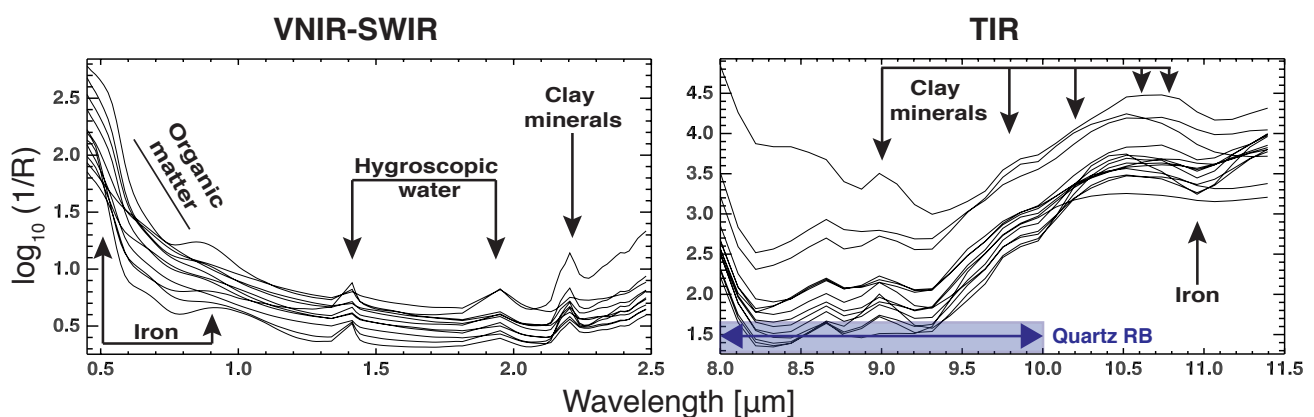 VNIR-SWIR
TIR
log₁₀ (1/R)
2.5
2.0
1.5
1.0
0.5
0.5
1.0
1.5
2.0
2.5
Organic
matter
Iron
Hygroscopic
water
Clay
minerals
4.5
4.0
3.5
3.0
2.5
2.0
1.5
8.0
8.5
9.0
9.5
10.0
10.5
11.0
11.5
Clay
minerals
Iron
Quartz RB
Wavelength [µm]